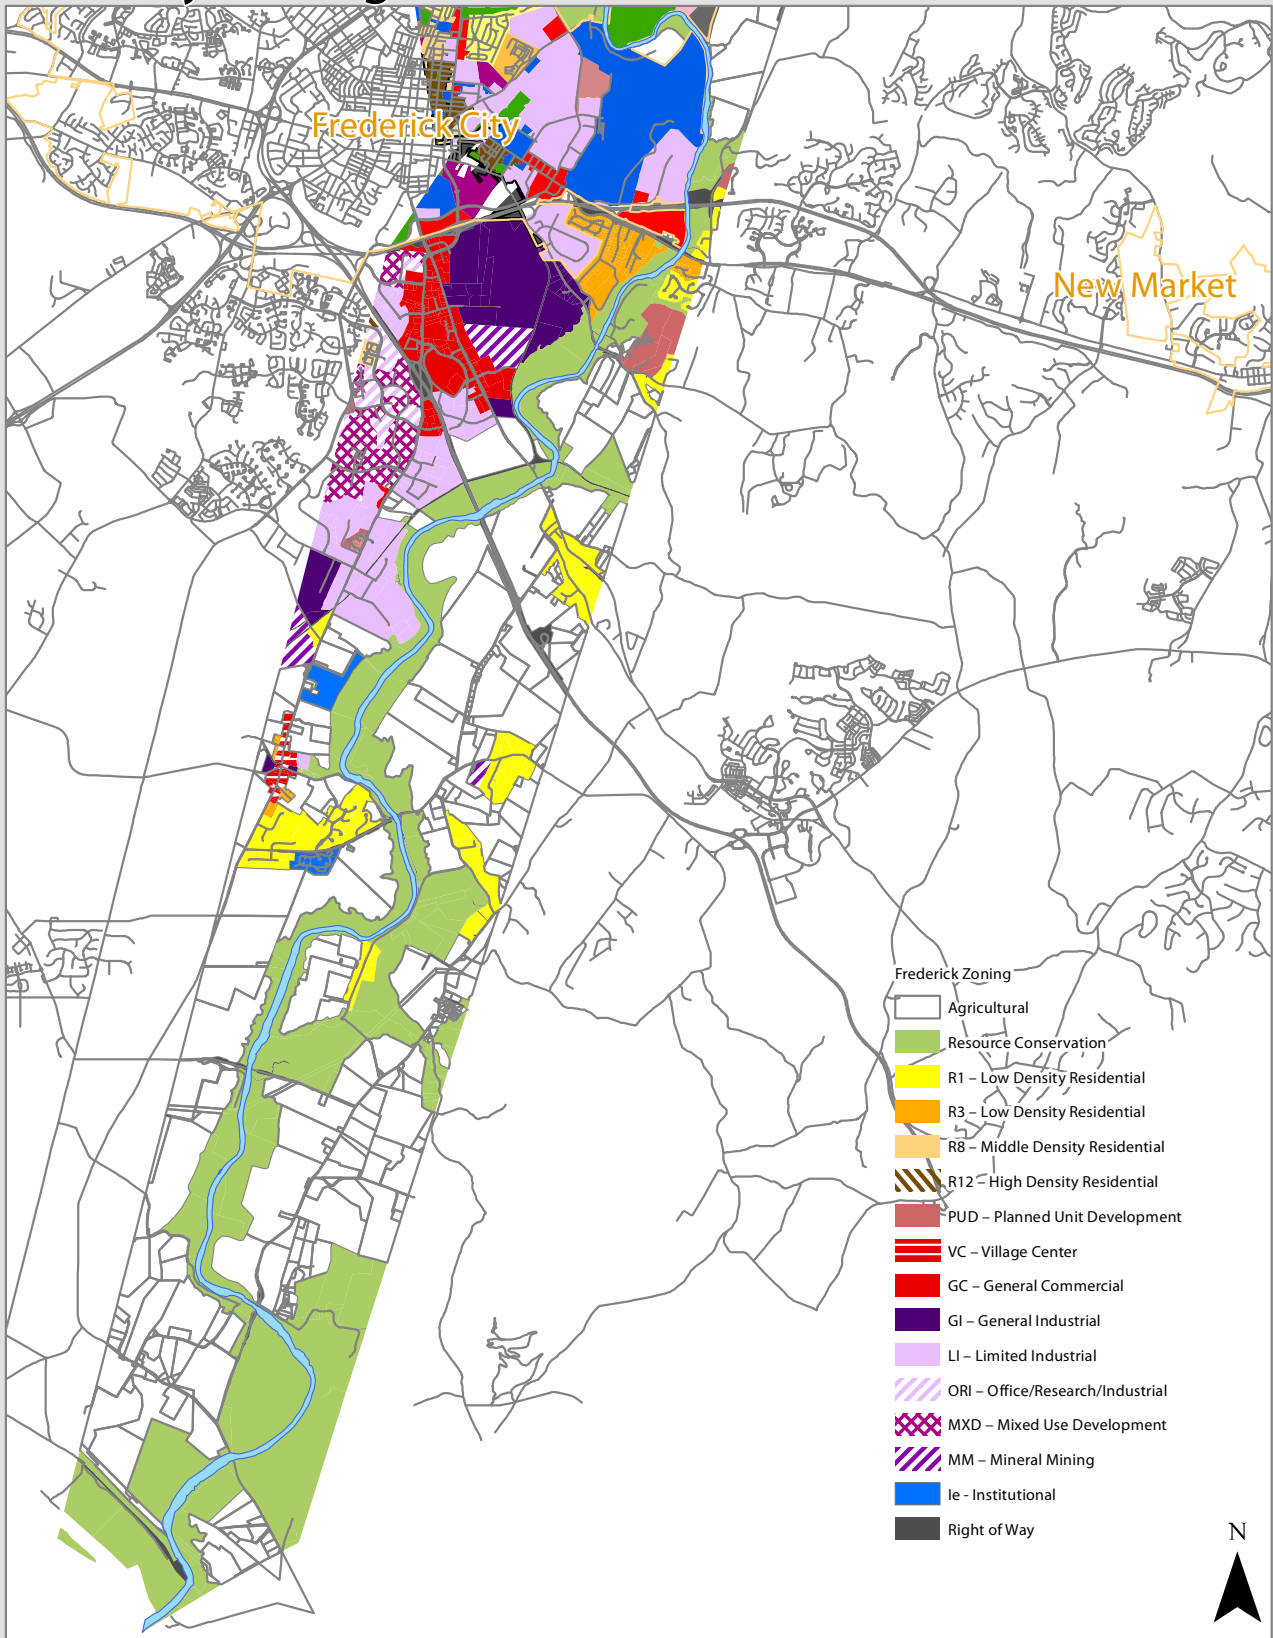 Frederick City
New Market
Frederick Zoning
Agricultural
Resource Conservation
R1 – Low Density Residential
R3 – Low Density Residential
R8 – Middle Density Residential
R12 – High Density Residential
PUD – Planned Unit Development
VC – Village Center
GC – General Commercial
GI – General Industrial
LI – Limited Industrial
ORI – Office/Research/Industrial
MXD – Mixed Use Development
MM – Mineral Mining
Ie - Institutional
Right of Way
N